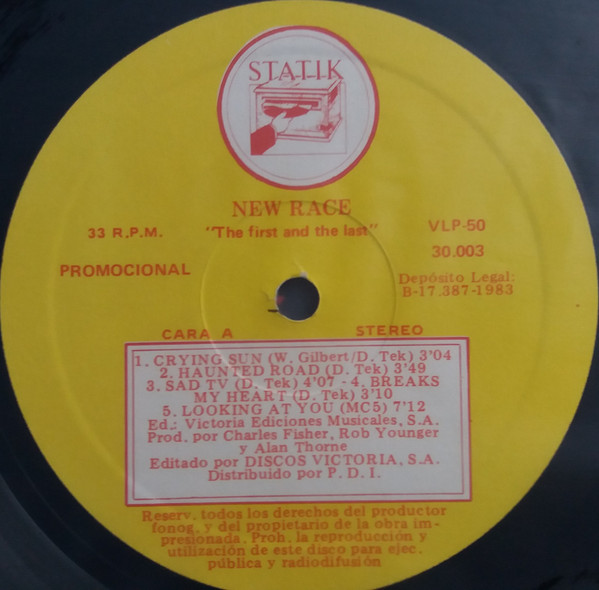 STATIK
NEW RACE
33 R.P.M.
"The first and the last"
VLP-50
30.003
PROMOCIONAL
Depósito Legal:
B-17.387-1983
CARA A
STEREO
1. CRYING SUN (W. Gilbert/D. Tek) 3'04
2. HAUNTED ROAD (D. Tek) 3'49
3. SAD TV (D. Tek) 4'07 - 4. BREAKS
MY HEART (D. Tek) 3'10
5. LOOKING AT YOU (MC5) 7'12
Ed.: Victoria Ediciones Musicales, S.A.
Prod. por Charles Fisher, Rob Younger
y Alan Thorne
Editado por DISCOS VICTORIA, S.A.
Distribuido por P. D. I.
Reserv. todos los derechos del productor
fonog. y del propietario de la obra im-
presionada. Proh. la reproducción y
utilización de este disco para ejec.
pública y radiodifusión